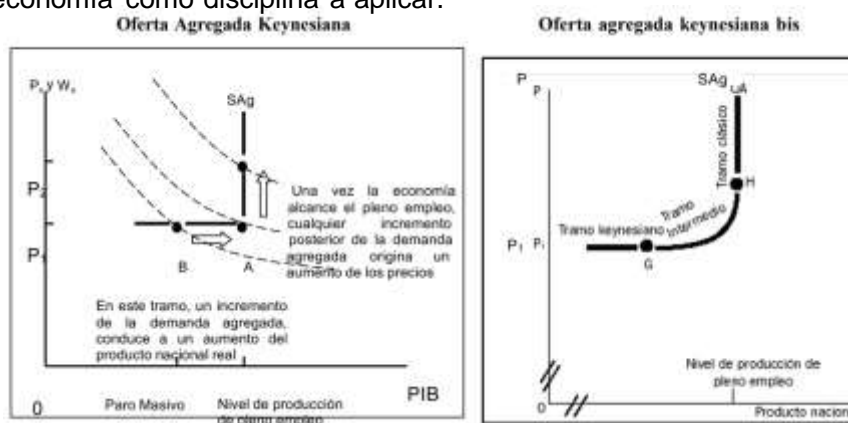 economía como disciplina a aplicar.
Oferta Agregada Keynesiana
SAg
P₂
P₁
B A
Una vez la economía
alcance el pleno empleo,
cualquier incremento
posterior de la demanda
agregada origina un
aumento de los precios
En este tramo, un incremento
de la demanda agregada,
conduce a un aumento del
producto nacional real
0
Paro Masivo
Nivel de producción
de pleno empleo
PIB
Oferta agregada keynesiana bis
P
P
SAg
A
Tramo clásico
H
Tramo Intermedio
Tramo keynesiano
P₁ P₁
G
Nivel de producción de
pleno empleo
0
Producto nacion